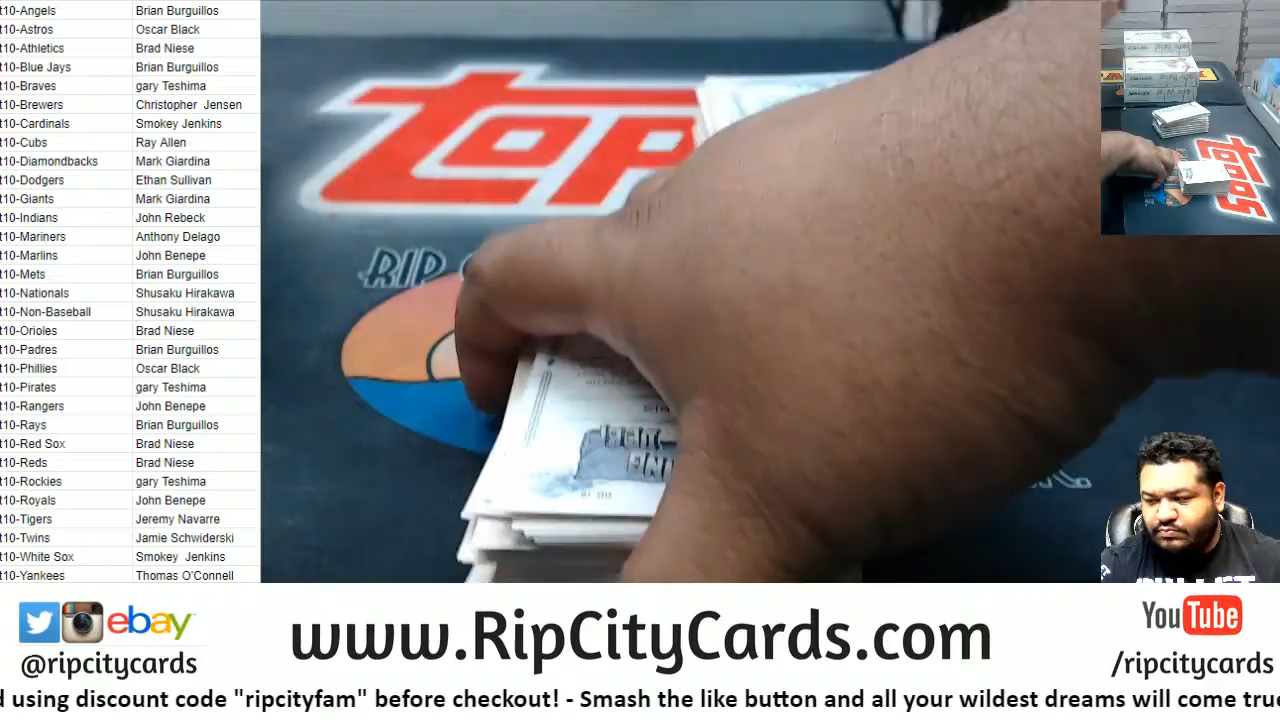 t10-Angels Brian Burguillos
t10-Astros Oscar Black
t10-Athletics Brad Niese
t10-Blue Jays Brian Burguillos
t10-Braves gary Teshima
t10-Brewers Christopher Jensen
t10-Cardinals Smokey Jenkins
t10-Cubs Ray Allen
t10-Diamondbacks Mark Giardina
t10-Dodgers Ethan Sullivan
t10-Giants Mark Giardina
t10-Indians John Rebeck
t10-Mariners Anthony Delago
t10-Marlins John Benepe
t10-Mets Brian Burguillos
t10-Nationals Shusaku Hirakawa
t10-Non-Baseball Shusaku Hirakawa
t10-Orioles Brad Niese
t10-Padres Brian Burguillos
t10-Phillies Oscar Black
t10-Pirates gary Teshima
t10-Rangers John Benepe
t10-Rays Brian Burguillos
t10-Red Sox Brad Niese
t10-Reds Brad Niese
t10-Rockies gary Teshima
t10-Royals John Benepe
t10-Tigers Jeremy Navarre
t10-Twins Jamie Schwiderski
t10-White Sox Smokey Jenkins
t10-Yankees Thomas O'Connell
Top
RIP
Topps
ebay
@ripcitycards
www.RipCityCards.com
YouTube
/ripcitycards
d using discount code "ripcityfam" before checkout! - Smash the like button and all your wildest dreams will come true